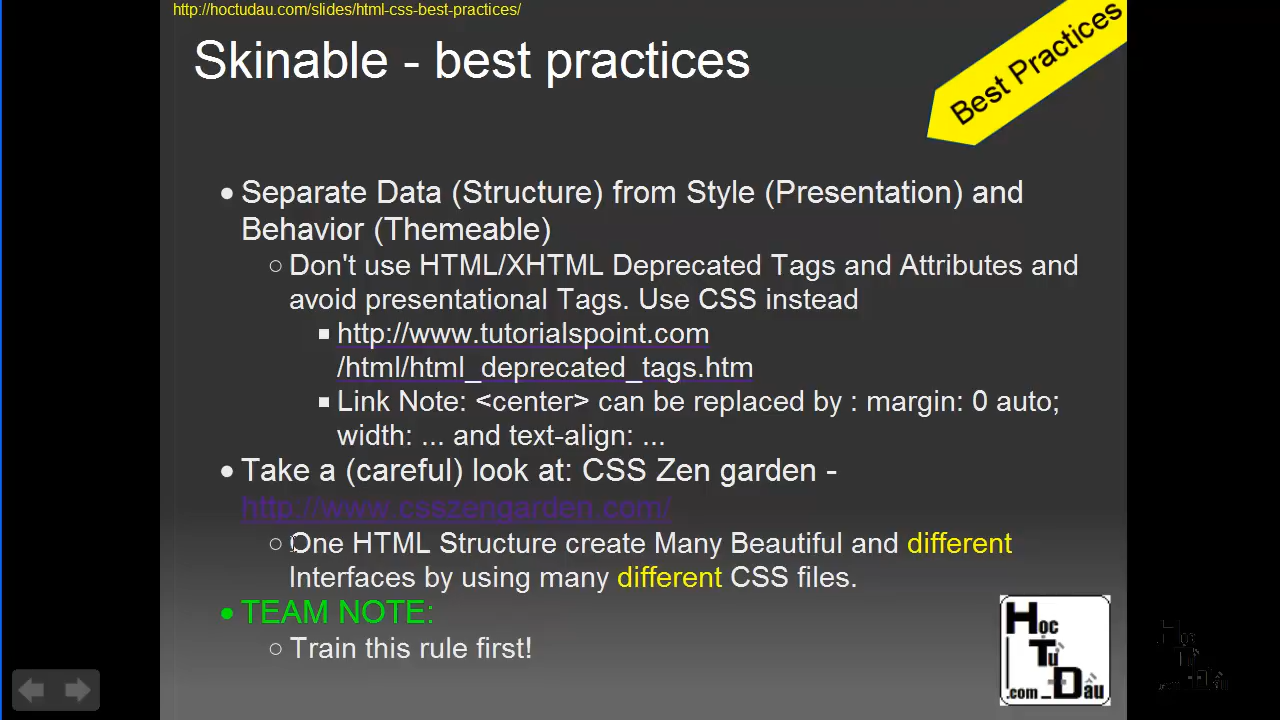 http://hoctudau.com/slides/html-css-best-practices/
Skinable - best practices
Best Practices
Separate Data (Structure) from Style (Presentation) and
Behavior (Themeable)
Don't use HTML/XHTML Deprecated Tags and Attributes and
avoid presentational Tags. Use CSS instead
http://www.tutorialspoint.com
/html/html_deprecated_tags.htm
Link Note: <center> can be replaced by : margin: 0 auto;
width: ... and text-align: ...
Take a (careful) look at: CSS Zen garden -
http://www.csszengarden.com/
One HTML Structure create Many Beautiful and different
Interfaces by using many different CSS files.
TEAM NOTE:
Train this rule first!
Học
Từ
.com_Dầu